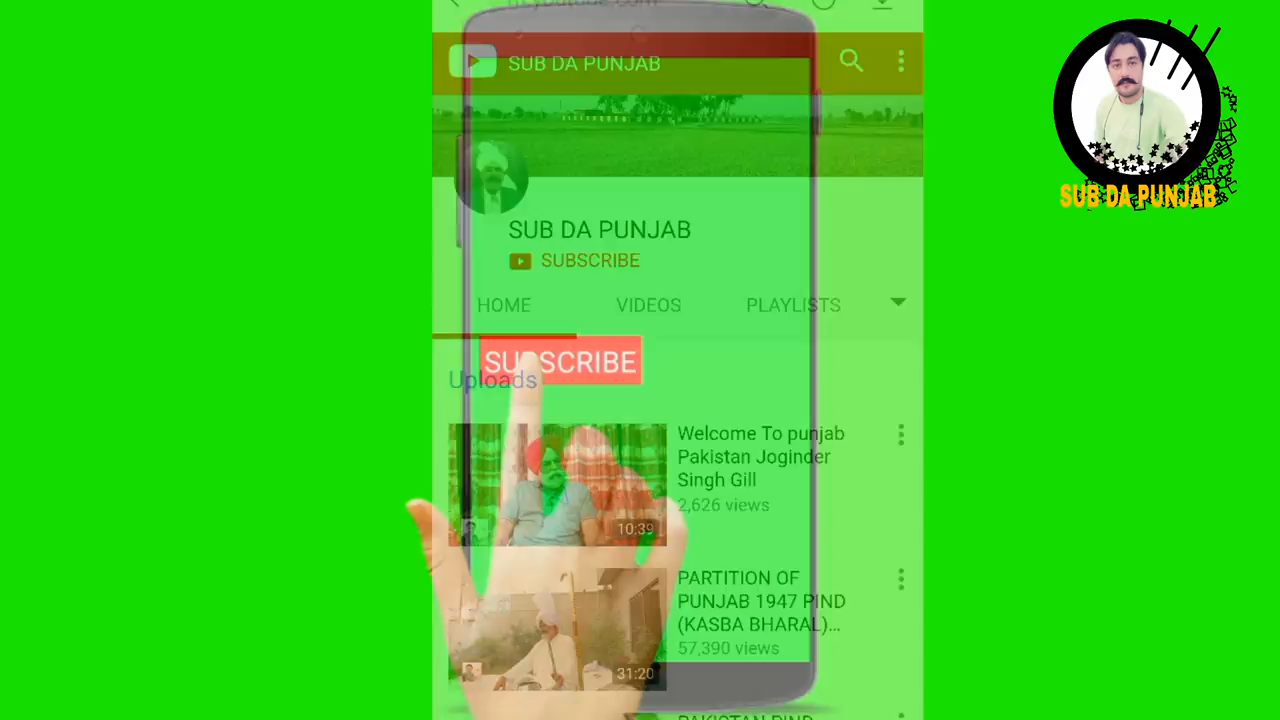 SUB DA PUNJAB
SUB DA PUNJAB
SUB DA PUNJAB
SUBSCRIBE
HOME VIDEOS PLAYLISTS
SUBSCRIBE
Uploads
Welcome To punjab
Pakistan Joginder
Singh Gill
2,626 views
10:39
PARTITION OF
PUNJAB 1947 PIND
(KASBA BHARAL)...
57,390 views
31:20
PAKISTAN PIND